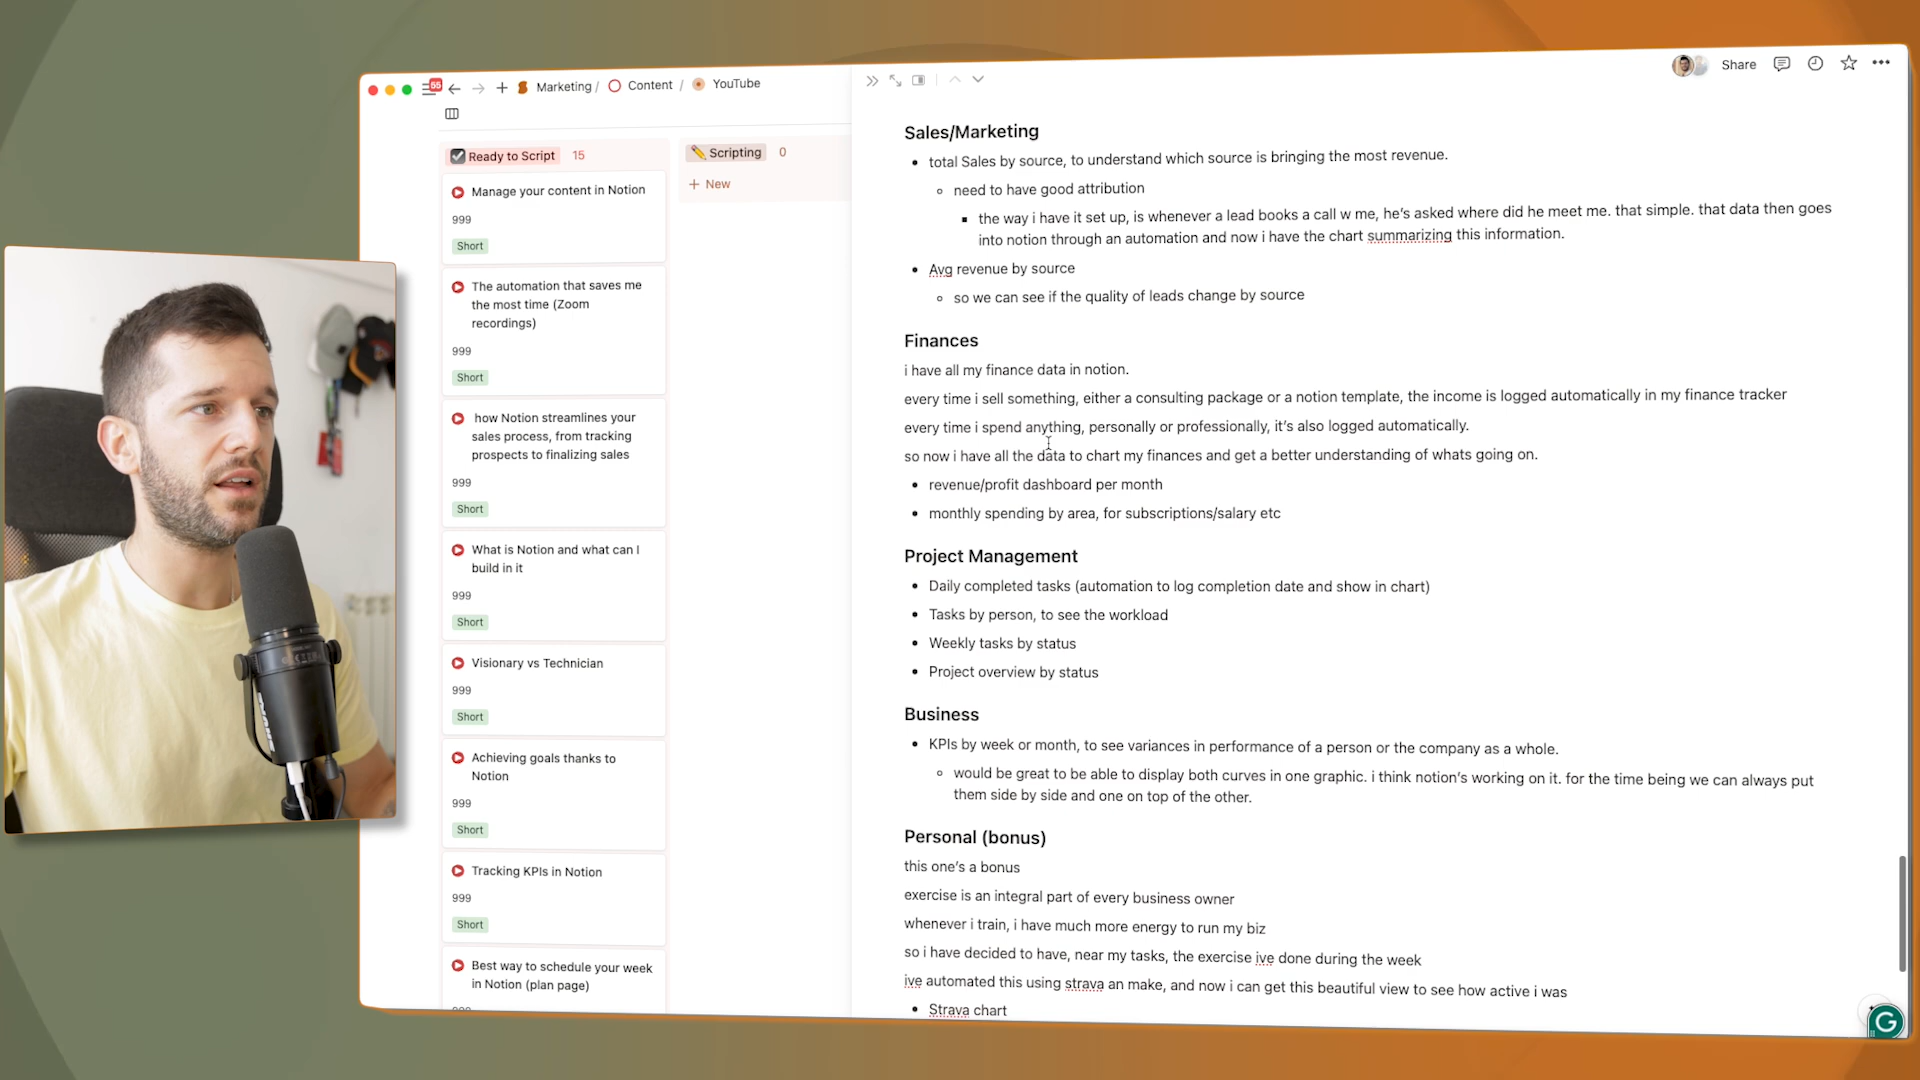 55
Marketing /
Content /
YouTube
Share
Ready to Script 15
Manage your content in Notion
999
Short
The automation that saves me
the most time (Zoom
recordings)
999
Short
how Notion streamlines your
sales process, from tracking
prospects to finalizing sales
999
Short
What is Notion and what can I
build in it
999
Short
Visionary vs Technician
999
Short
Achieving goals thanks to
Notion
999
Short
Tracking KPIs in Notion
999
Short
Best way to schedule your week
in Notion (plan page)
999
Scripting 0
+ New
Sales/Marketing
• total Sales by source, to understand which source is bringing the most revenue.
◦ need to have good attribution
▪ the way i have it set up, is whenever a lead books a call w me, he's asked where did he meet me. that simple. that data then goes
into notion through an automation and now i have the chart summarizing this information.
• Avg revenue by source
◦ so we can see if the quality of leads change by source
Finances
i have all my finance data in notion.
every time i sell something, either a consulting package or a notion template, the income is logged automatically in my finance tracker
every time i spend anything, personally or professionally, it's also logged automatically.
so now i have all the data to chart my finances and get a better understanding of whats going on.
• revenue/profit dashboard per month
• monthly spending by area, for subscriptions/salary etc
Project Management
• Daily completed tasks (automation to log completion date and show in chart)
• Tasks by person, to see the workload
• Weekly tasks by status
• Project overview by status
Business
• KPIs by week or month, to see variances in performance of a person or the company as a whole.
◦ would be great to be able to display both curves in one graphic. i think notion's working on it. for the time being we can always put
them side by side and one on top of the other.
Personal (bonus)
this one's a bonus
exercise is an integral part of every business owner
whenever i train, i have much more energy to run my biz
so i have decided to have, near my tasks, the exercise ive done during the week
ive automated this using strava an make, and now i can get this beautiful view to see how active i was
• Strava chart
G